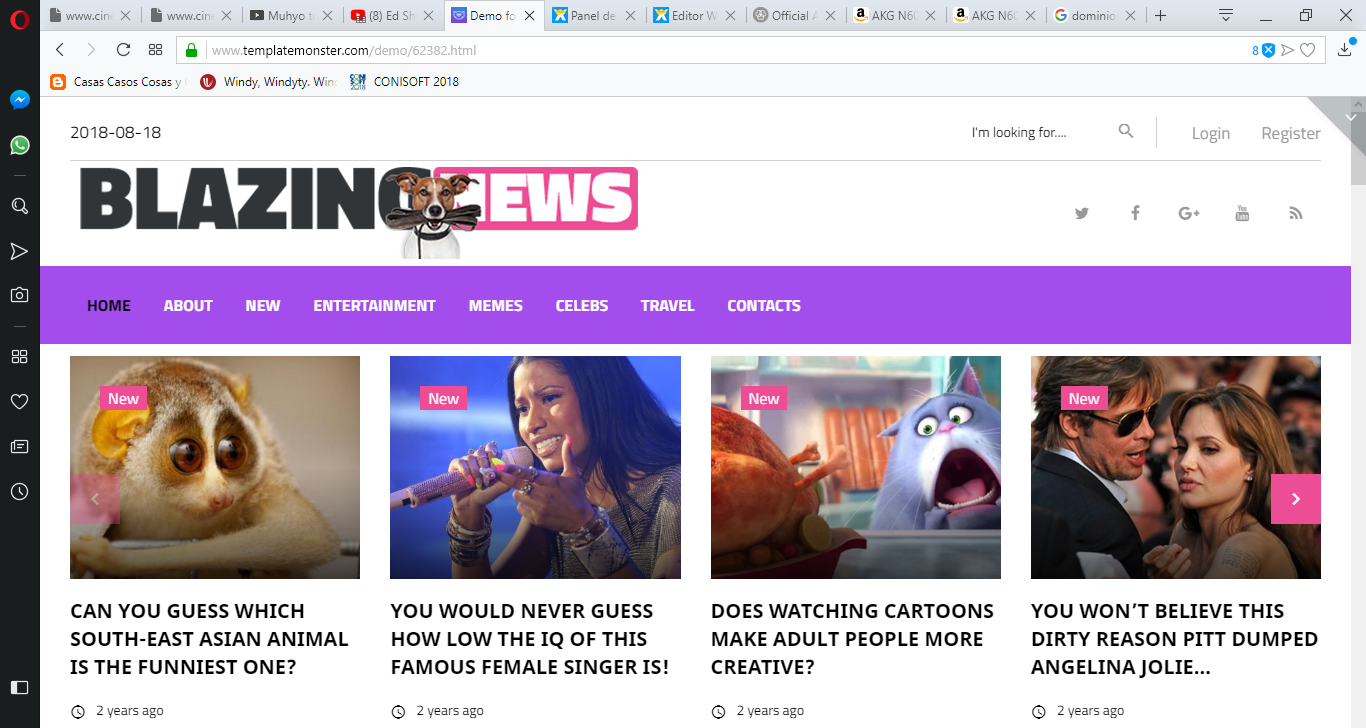 www.cin
www.cin
Muhyo t
(8) Ed Sh
Demo fo
Panel de
Editor W
Official A
AKG N60
AKG N60
dominio
www.templatemonster.com/demo/62382.html
8
Casas Casos Cosas y
Windy, Windyty. Win
CONISOFT 2018
2018-08-18
I'm looking for....
Login
Register
BLAZING NEWS
HOME
ABOUT
NEW
ENTERTAINMENT
MEMES
CELEBS
TRAVEL
CONTACTS
New
New
New
New
CAN YOU GUESS WHICH
SOUTH-EAST ASIAN ANIMAL
IS THE FUNNIEST ONE?
2 years ago
YOU WOULD NEVER GUESS
HOW LOW THE IQ OF THIS
FAMOUS FEMALE SINGER IS!
2 years ago
DOES WATCHING CARTOONS
MAKE ADULT PEOPLE MORE
CREATIVE?
2 years ago
YOU WON'T BELIEVE THIS
DIRTY REASON PITT DUMPED
ANGELINA JOLIE...
2 years ago